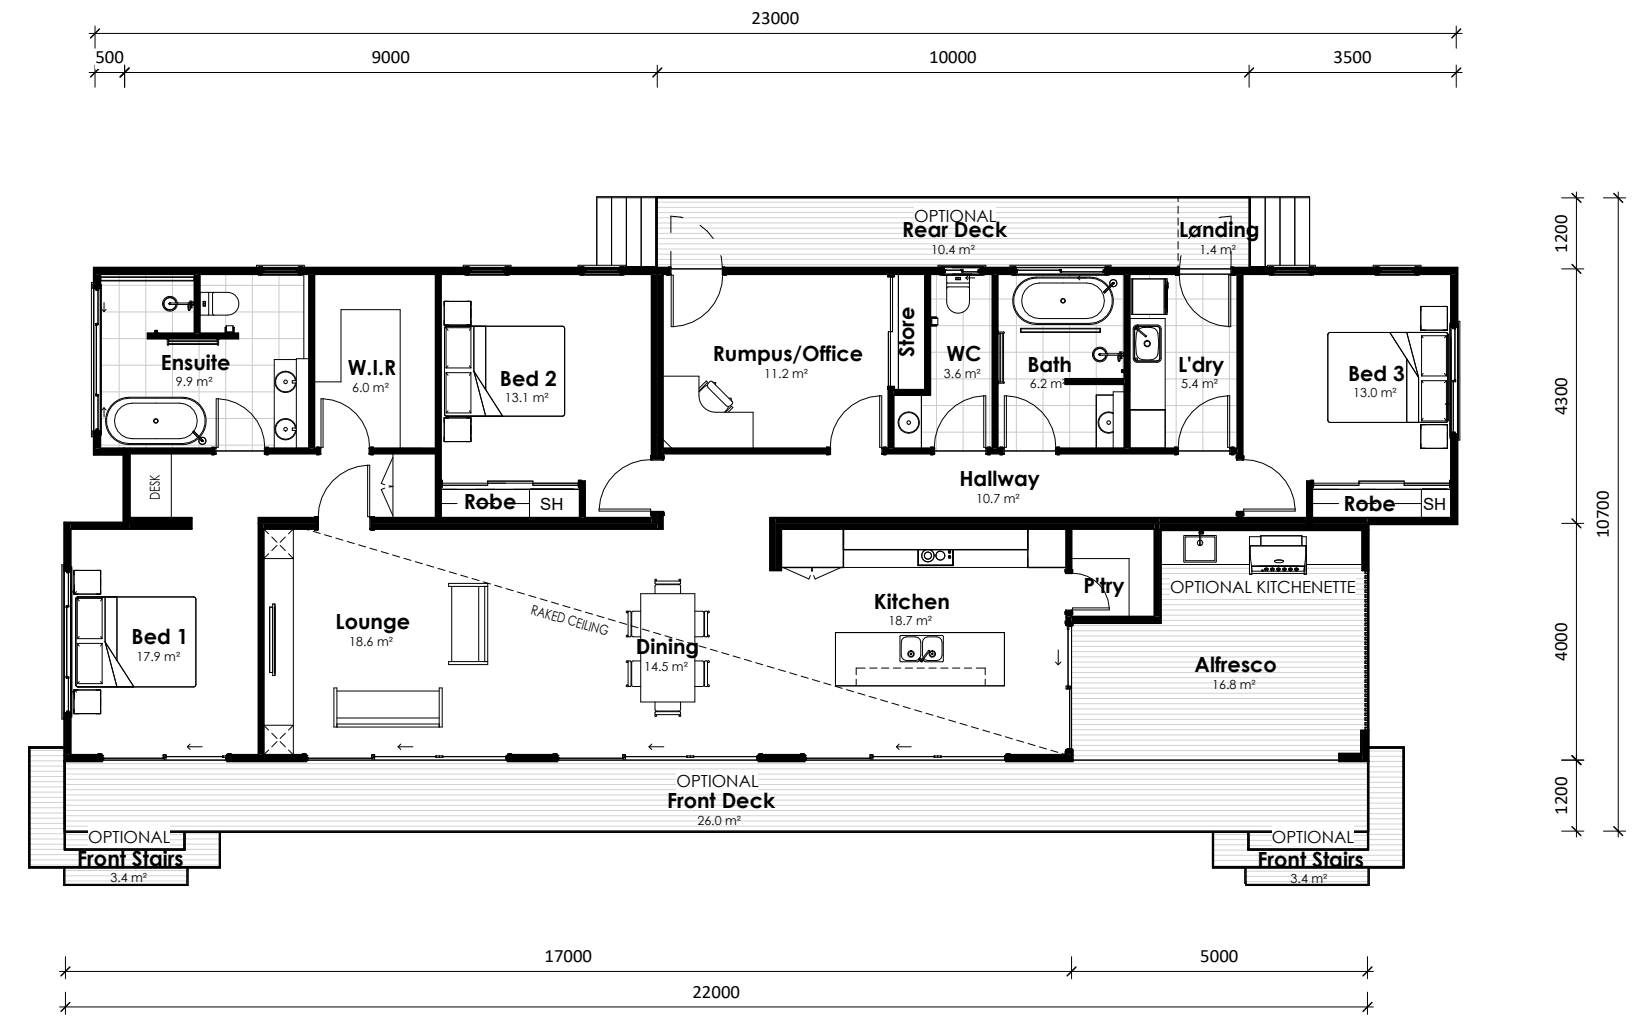 23000
500
9000
10000
3500
OPTIONAL
Rear Deck
10.4 m²
Landing
1.4 m²
1200
Ensuite
9.9 m²
W.I.R
6.0 m²
Bed 2
13.1 m²
Rumpus/Office
11.2 m²
Store
WC
3.6 m²
Bath
6.2 m²
L'dry
5.4 m²
Bed 3
13.0 m²
4300
DESK
Robe
SH
Hallway
10.7 m²
Robe
SH
10700
Bed 1
17.9 m²
Lounge
18.6 m²
RAKED CEILING
Dining
14.5 m²
Kitchen
18.7 m²
P'try
OPTIONAL KITCHENETTE
Alfresco
16.8 m²
4000
OPTIONAL
Front Deck
26.0 m²
1200
OPTIONAL
Front Stairs
3.4 m²
OPTIONAL
Front Stairs
3.4 m²
17000
5000
22000